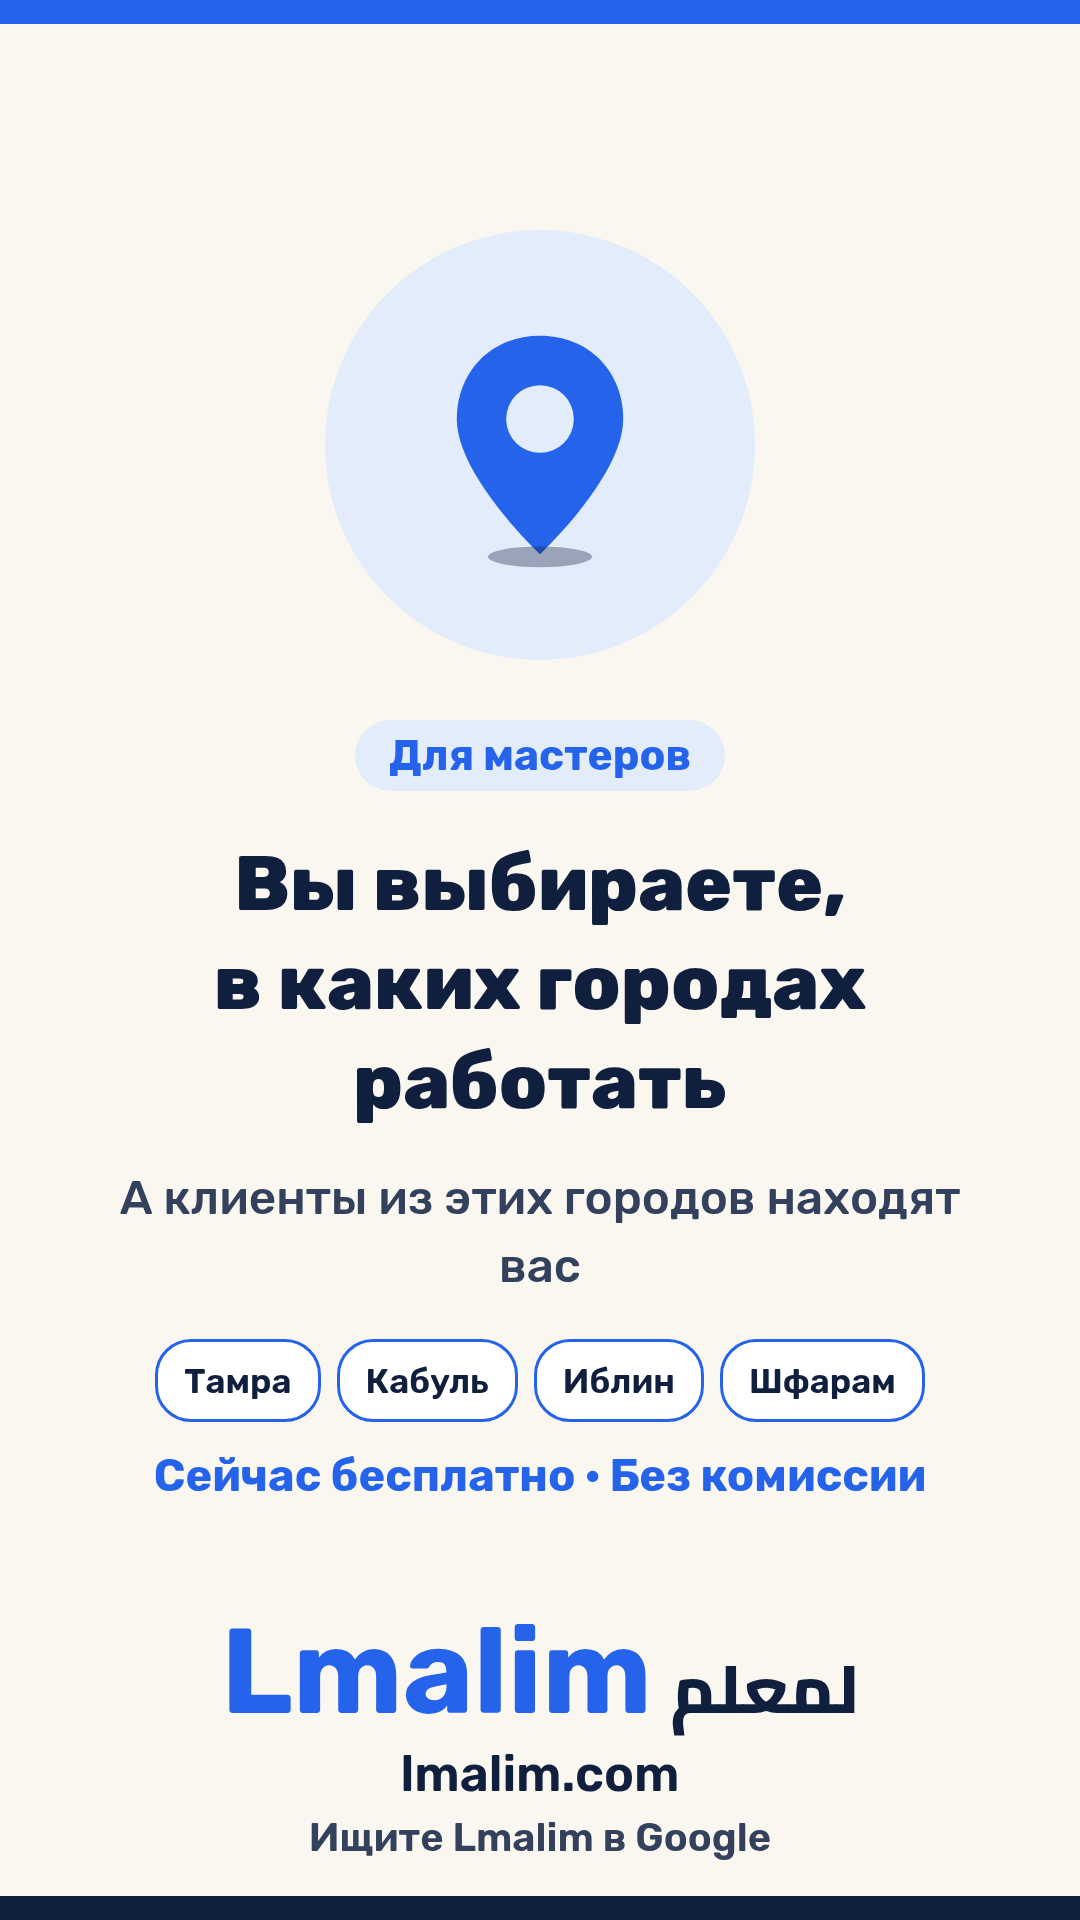 Для мастеров
Вы выбираете,
в каких городах
работать
А клиенты из этих городов находят
вас
Тамра Кабуль Иблин Шфарам
Сейчас бесплатно • Без комиссии
Lmalim لمعلم
lmalim.com
Ищите Lmalim в Google